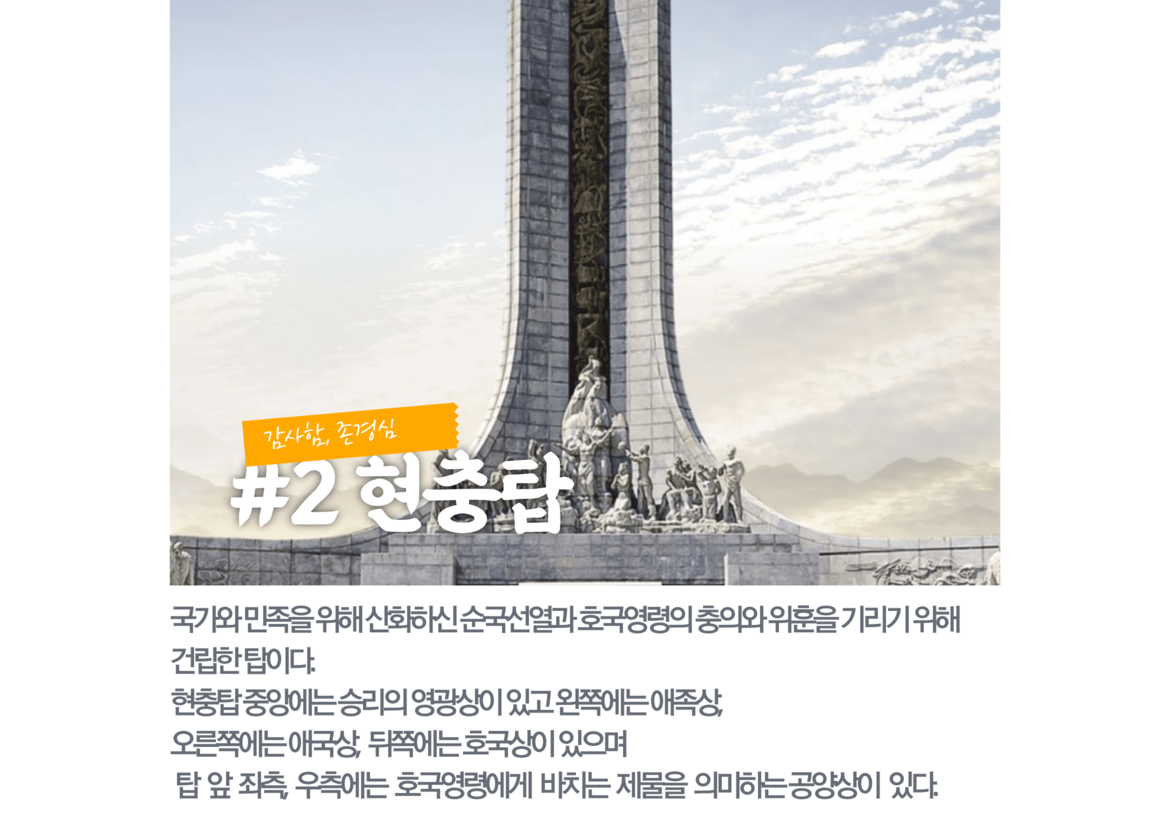 감사함, 존경심
#2 현충탑
국가와 민족을 위해 산화하신 순국선열과 호국영령의 충의와 위훈을 기리기 위해
건립한 탑이다.
현충탑 중앙에는 승리의 영광상이 있고 왼쪽에는 애족상,
오른쪽에는 애국상, 뒤쪽에는 호국상이 있으며
탑 앞 좌측, 우측에는 호국영령에게 바치는 제물을 의미하는 공양상이 있다.